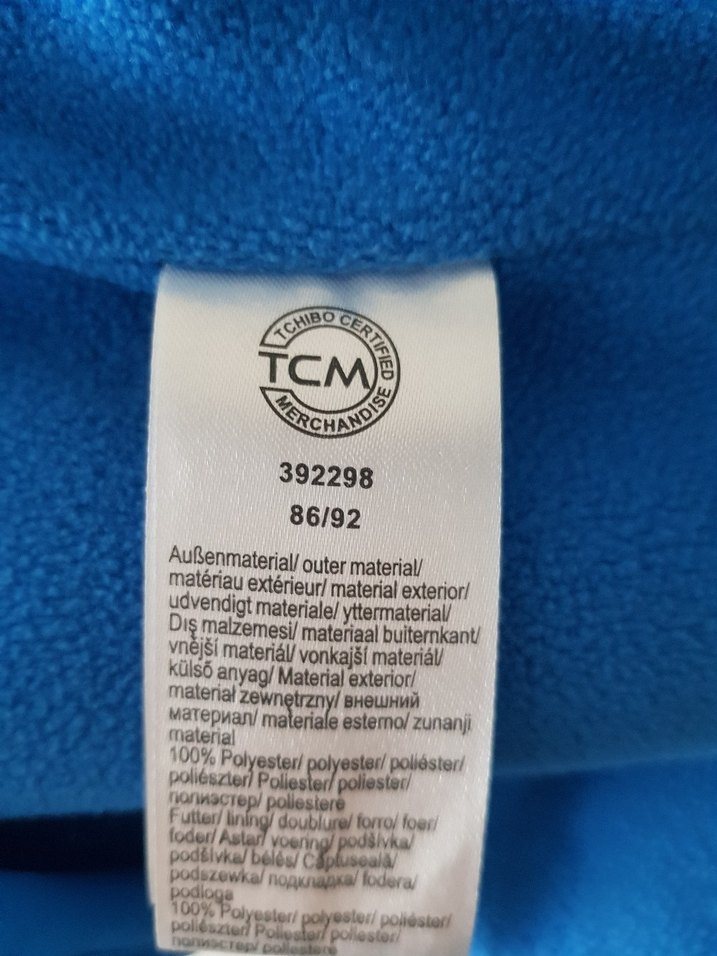 TCHIBO CERTIFIED
TCM
MERCHANDISE
392298
86/92
Außenmaterial/ outer material/
matériau extérieur/ material exterior/
udvendigt materiale/ yttermaterial/
Dış malzemesi/ materiaal buitenkant/
vnější materiál/ vonkajší materiál/
külső anyag/ Material exterior/
materiał zewnętrzny/ внешний
материал/ materiale esterno/ zunanji
material
100% Polyester/ polyester/ poliéster/
poliészter/ Poliester/ poliester/
полиэстер/ poliestere
Futter/ lining/ doublure/ forro/ foer/
foder/ Astar/ voering/ podšívka/
podšívka/ bélés/ Căptuseală/
podszewka/ подкладка/ fodera/
podloga
100% Polyester/ polyester/ poliéster/
poliészter/ Poliester/ poliester/
полиэстер/ poliestere